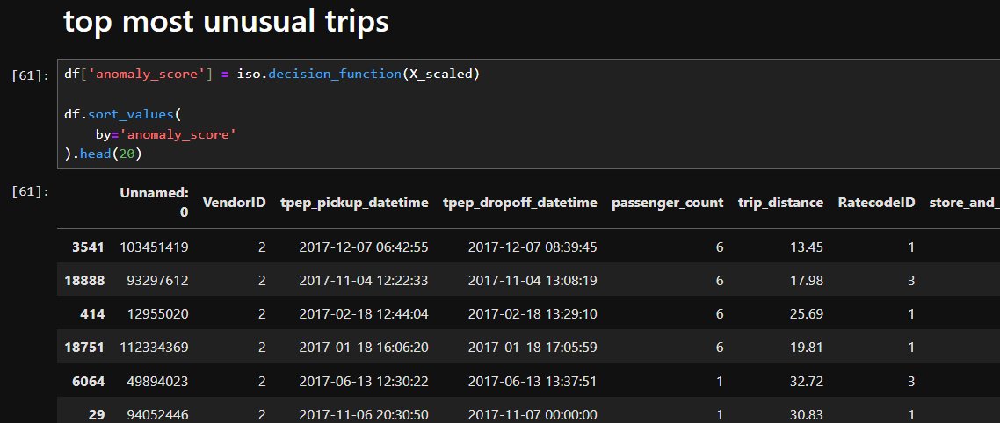 top most unusual trips
[61]: df['anomaly_score'] = iso.decision_function(X_scaled)
df.sort_values(
by='anomaly_score'
).head(20)
[61]: Unnamed: 0 VendorID tpep_pickup_datetime tpep_dropoff_datetime passenger_count trip_distance RatecodeID store_and_
3541 103451419 2 2017-12-07 06:42:55 2017-12-07 08:39:45 6 13.45 1
18888 93297612 2 2017-11-04 12:22:33 2017-11-04 13:08:19 6 17.98 3
414 12955020 2 2017-02-18 12:44:04 2017-02-18 13:29:10 6 25.69 1
18751 112334369 2 2017-01-18 16:06:20 2017-01-18 17:05:59 6 19.81 1
6064 49894023 2 2017-06-13 12:30:22 2017-06-13 13:37:51 1 32.72 3
29 94052446 2 2017-11-06 20:30:50 2017-11-07 00:00:00 1 30.83 1